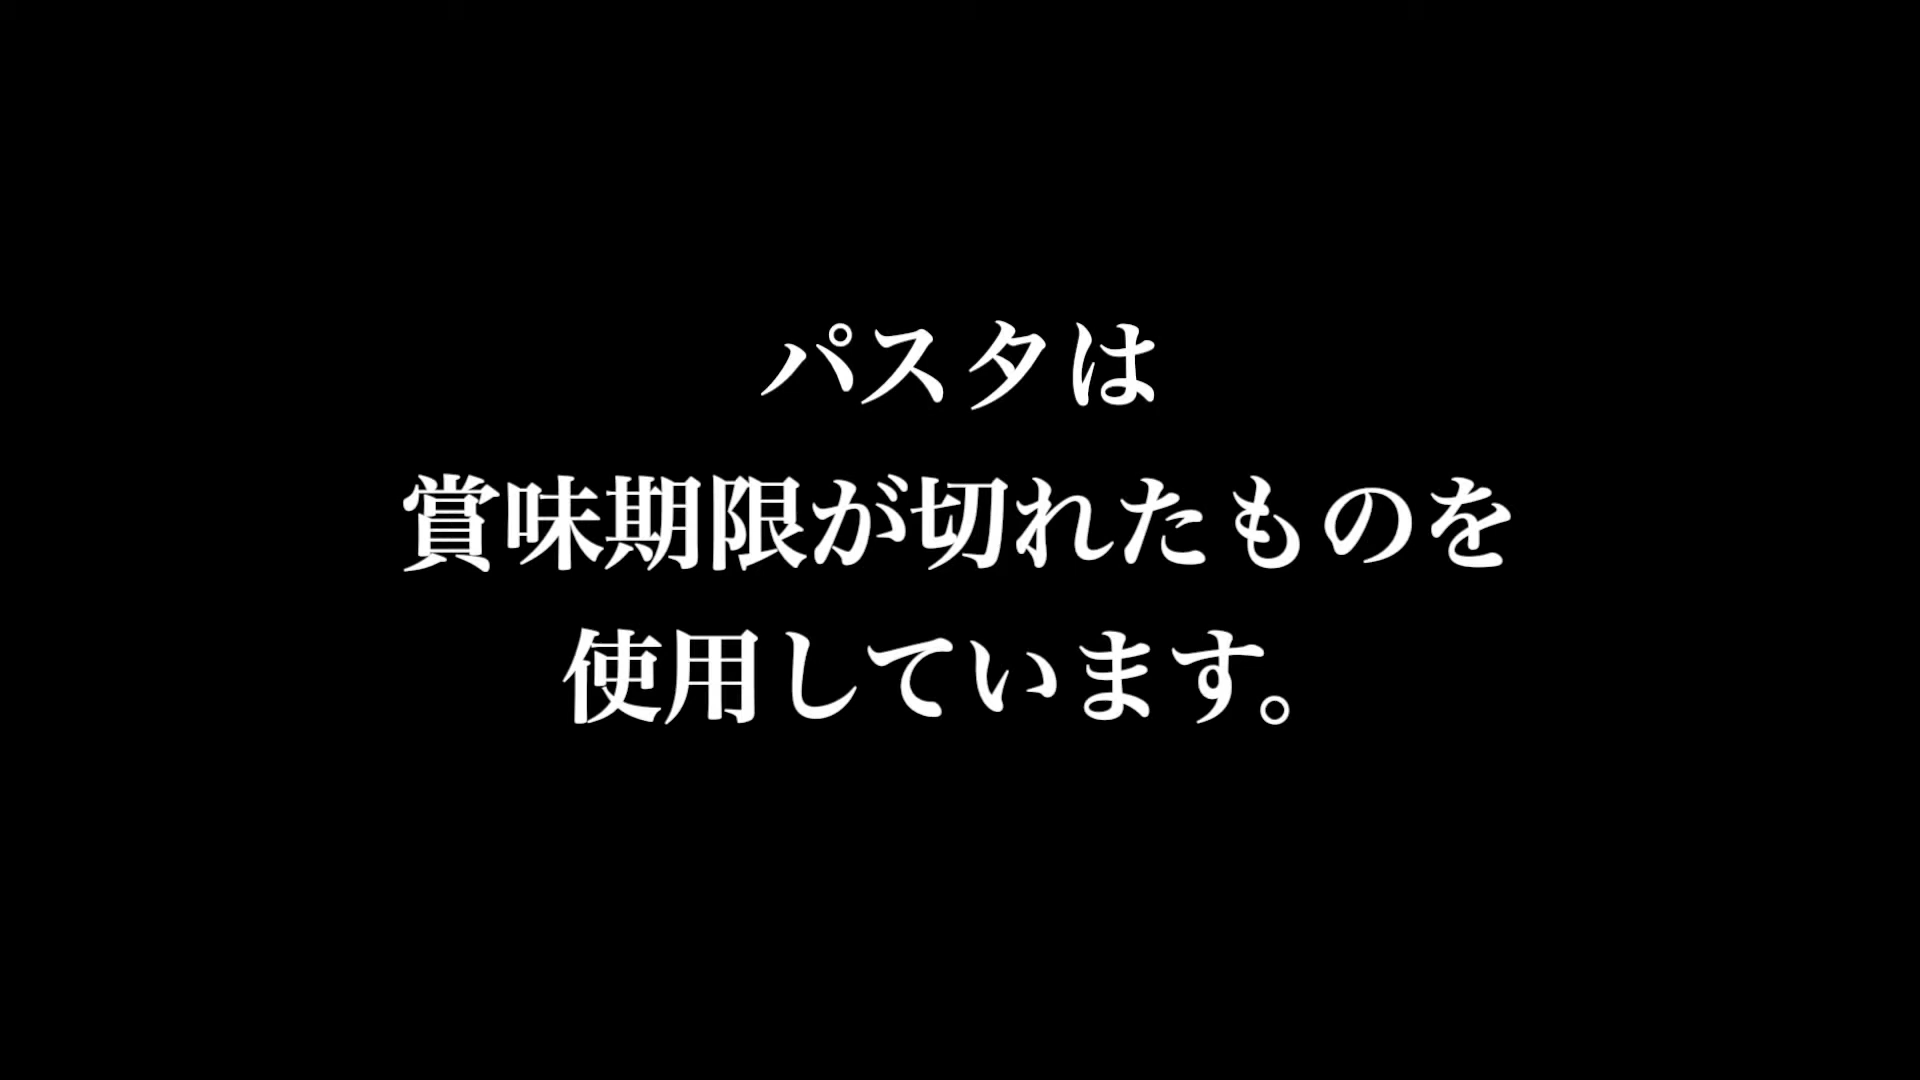 パスタは
賞味期限が切れたものを
使用しています。